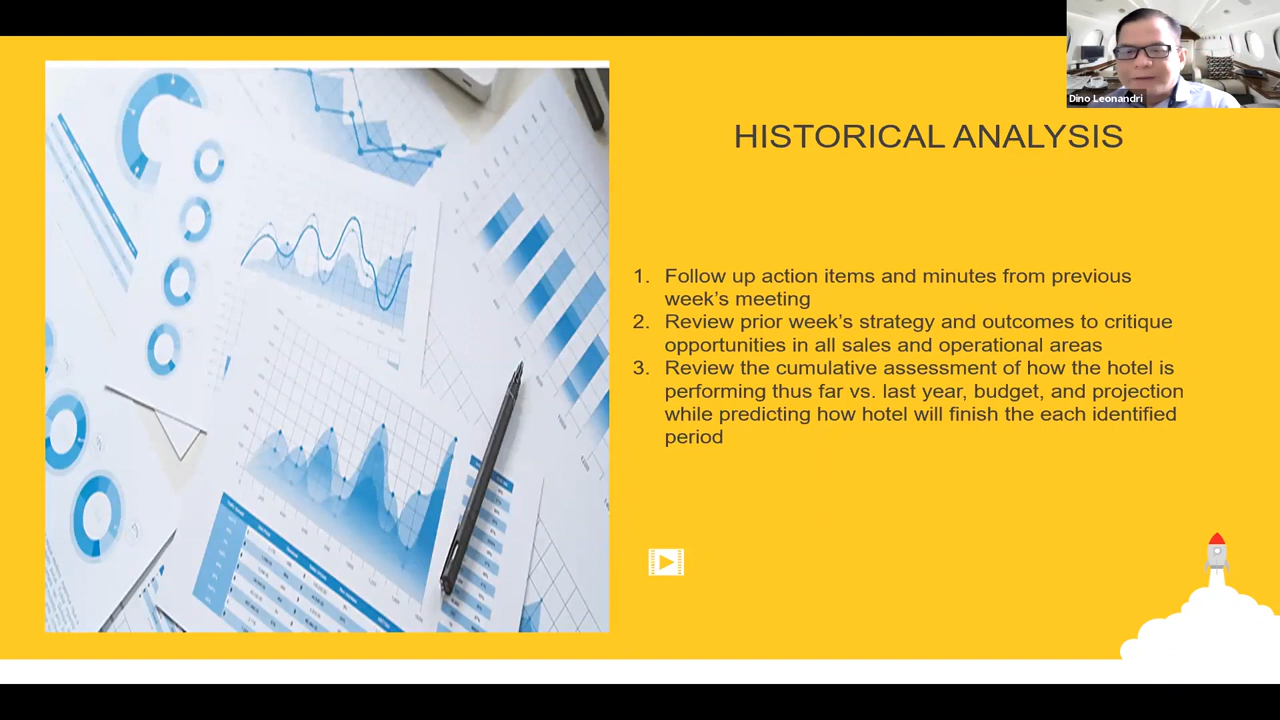 Dino Leonandri
HISTORICAL ANALYSIS
1. Follow up action items and minutes from previous
week's meeting
2. Review prior week's strategy and outcomes to critique
opportunities in all sales and operational areas
3. Review the cumulative assessment of how the hotel is
performing thus far vs. last year, budget, and projection
while predicting how hotel will finish the each identified
period